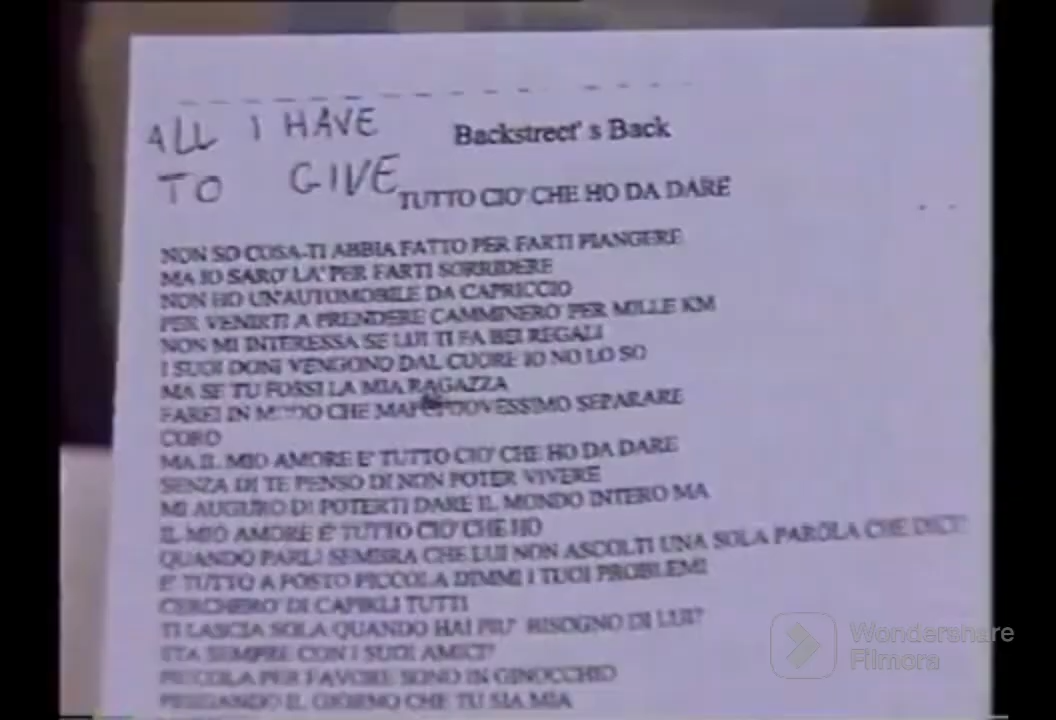 ALL I HAVE
TO GIVE
Backstreet's Back
TUTTO CIO' CHE HO DA DARE
NON SO COSA TI ABBIA FATTO PER FARTI PIANGERE
MA IO SARO' LA' PER FARTI SORRIDERE
NON HO UN'AUTOMOBILE DA CAPRICCIO
PER VENIRTI A PRENDERE CAMMINERO' PER MILLE KM
NON MI INTERESSA SE LUI TI FA BEI REGALI
I SUOI DONI VENGONO DAL CUORE IO NO LO SO
MA SE TU FOSSI LA MIA RAGAZZA
FAREI IN MODO CHE MAI CI DOVESSIMO SEPARARE
CORO
MA IL MIO AMORE E' TUTTO CIO' CHE HO DA DARE
SENZA DI TE PENSO DI NON POTER VIVERE
MI AUGURO DI POTERTI DARE IL MONDO INTERO MA
IL MIO AMORE E' TUTTO CIO' CHE HO
QUANDO PARLI SEMBRA CHE LUI NON ASCOLTI UNA SOLA PAROLA CHE DICI?
E' TUTTO A POSTO PICCOLA DIMMI I TUOI PROBLEMI
CERCHERO' DI CAPIRLI TUTTI
TI LASCIA SOLA QUANDO HAI PIU' BISOGNO DI LUI?
STA SEMPRE CON I SUOI AMICI?
PICCOLA PER FAVORE SONO IN GINOCCHIO
PREGANDO IL GIORNO CHE TU SIA MIA
Wondershare
Filmora